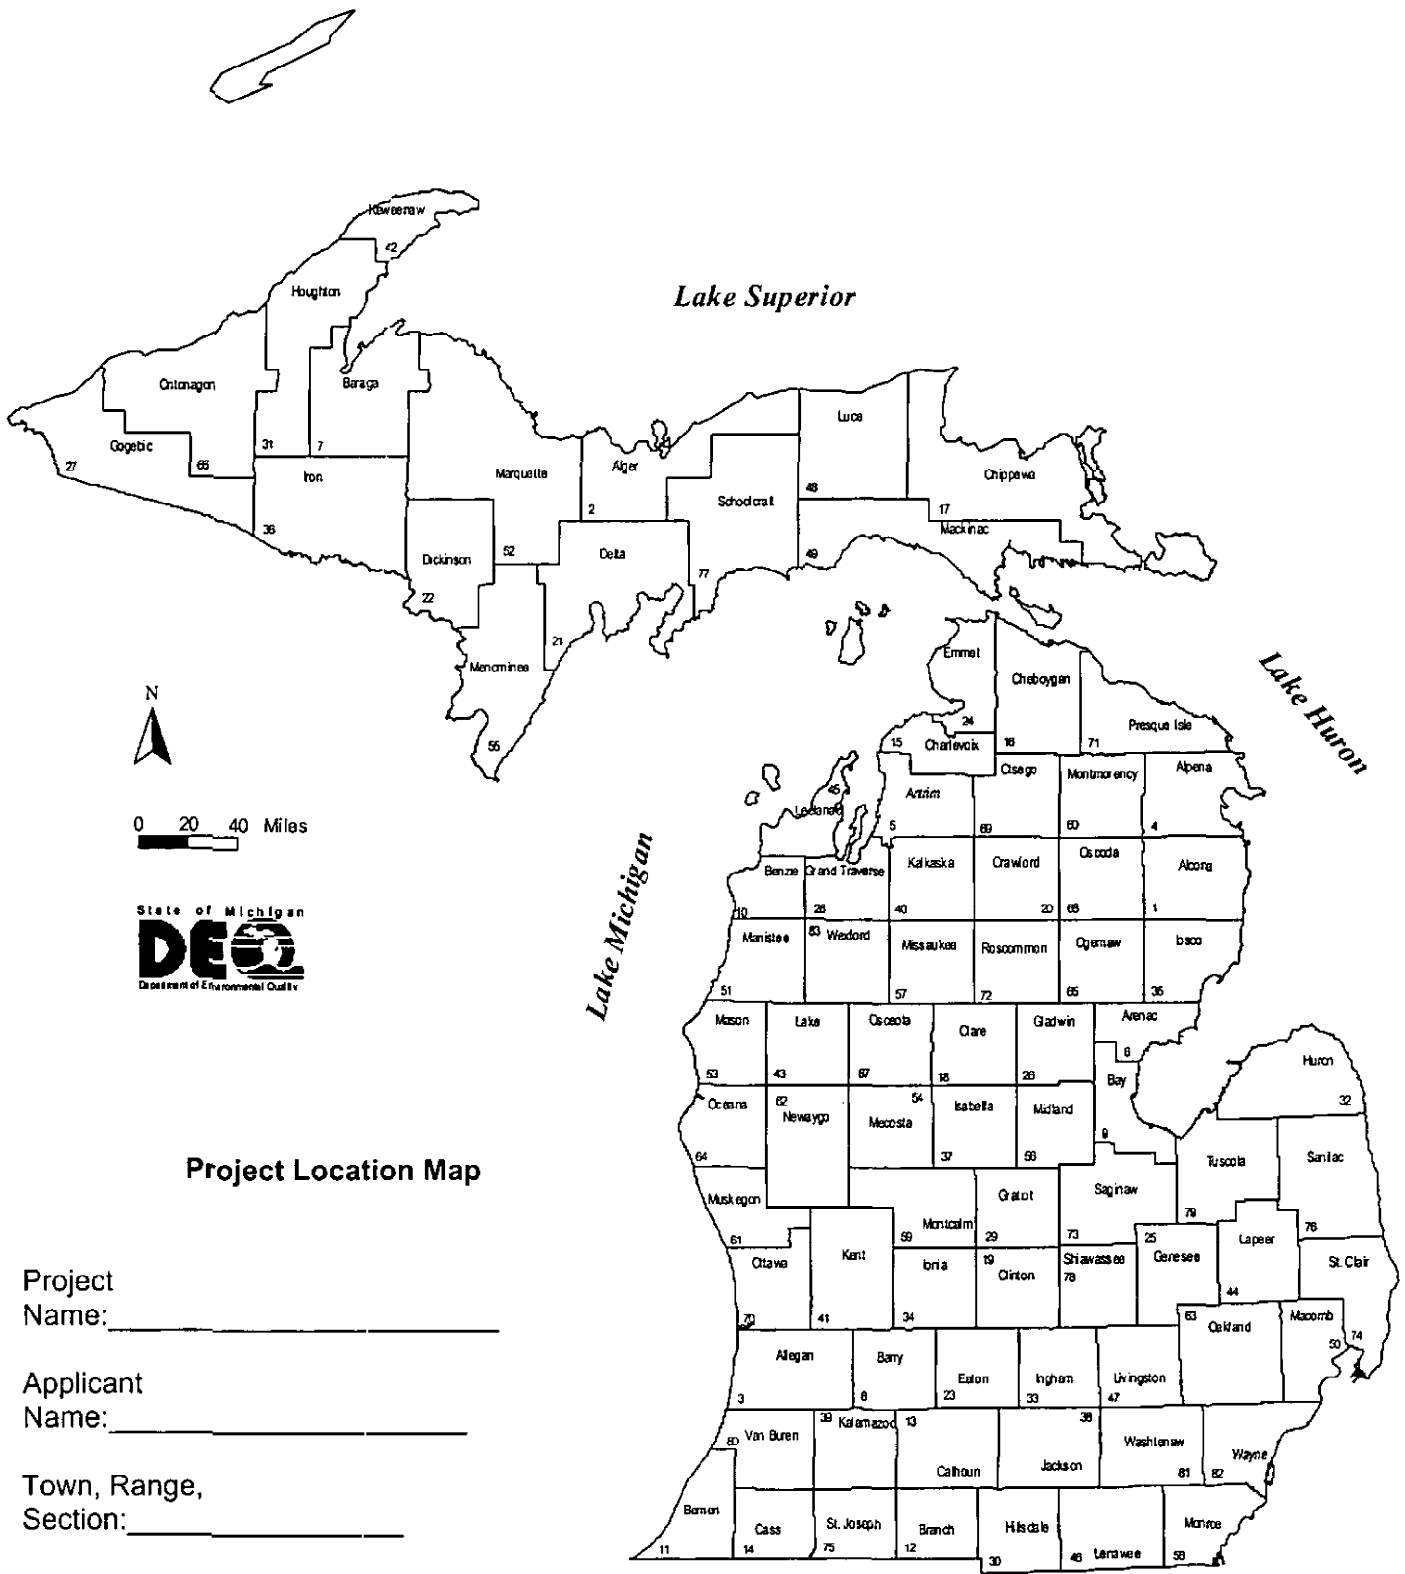 Keweenaw
42
Houghton
Lake Superior
Ontonagon
Baraga
Luce
Gogebic
27
66
31
7
Iron
Marquette
Alger
Schoolcraft
48
Chippewa
17
36
2
Mackinac
Dickinson
52
Delta
49
77
22
21
Menominee
55
Emmet
Cheboygan
Lake Huron
24
Presque Isle
15
Charlevoix
16
71
N
Otsego
Montmorency
Alpena
45
Antrim
Leelanau
5
69
60
4
0 20 40 Miles
Lake Michigan
Kalkaska
Crawford
Oscoda
Alcona
Benzie
Grand Traverse
10
28
40
20
68
1
State of Michigan
DEQ
Department of Environmental Quality
Manistee
83
Wexford
Missaukee
Roscommon
Ogemaw
Iosco
51
57
72
65
35
Mason
Lake
Osceola
Clare
Gladwin
Arenac
6
53
43
67
18
26
Bay
Huron
32
Oceana
62
Newaygo
54
Mecosta
Isabella
Midland
9
64
37
56
Tuscola
Sanilac
Project Location Map
Muskegon
Montcalm
Gratiot
Saginaw
61
59
29
73
79
76
Ottawa
Kent
Ionia
19
Clinton
Shiawassee
78
25
Genesee
Lapeer
44
St. Clair
70
41
34
63
Oakland
Macomb
50
74
Project
Name:
Allegan
Barry
Eaton
Ingham
Livingston
3
8
23
33
47
Applicant
Name:
80
Van Buren
39
Kalamazoo
13
Calhoun
38
Jackson
Washtenaw
81
82
Wayne
Town, Range,
Section:
Berrien
Cass
St. Joseph
Branch
Hillsdale
Lenawee
Monroe
11
14
75
12
30
46
58